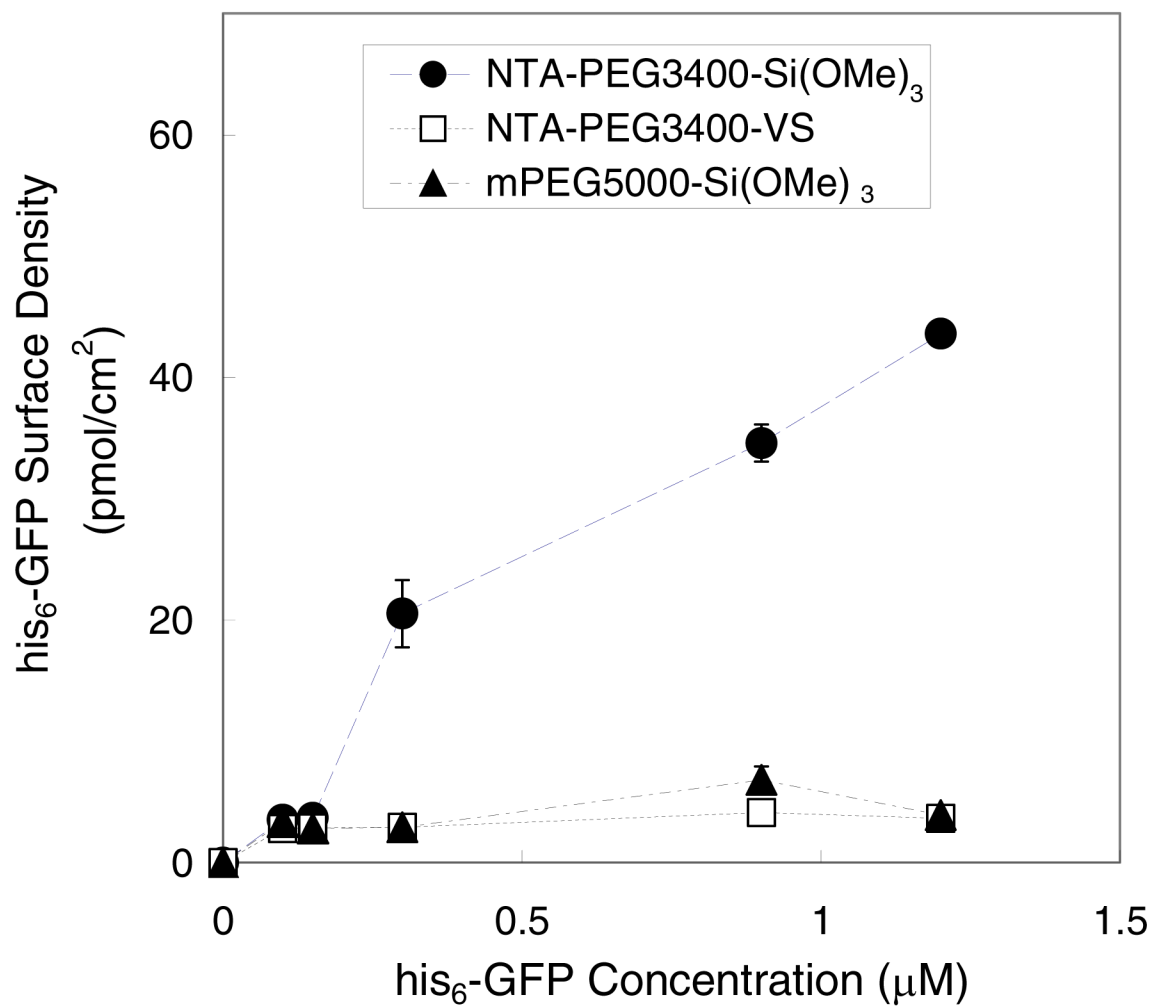 NTA-PEG3400-Si(OMe)₃
NTA-PEG3400-VS
mPEG5000-Si(OMe) ₃
60
40
20
0
his₆-GFP Surface Density
(pmol/cm²)
0 0.5 1 1.5
his₆-GFP Concentration (μM)